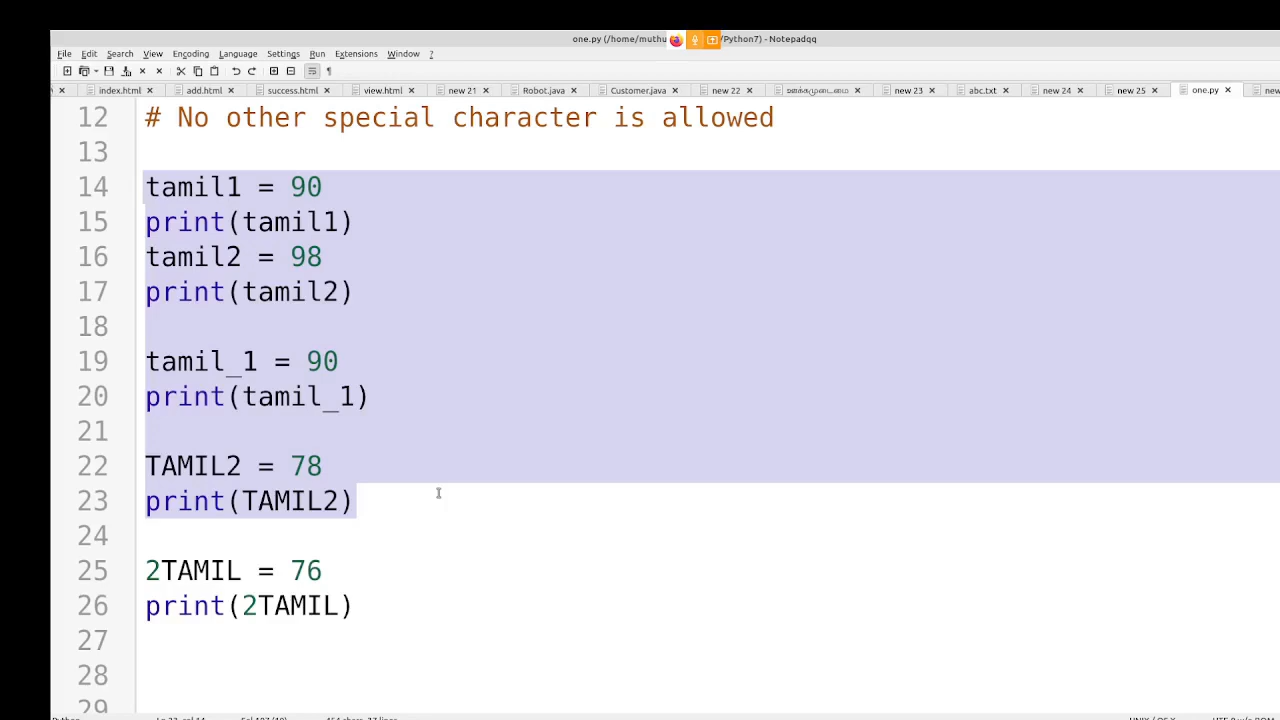 one.py (/home/muthu /Python7) - Notepadqq
File Edit Search View Encoding Language Settings Run Extensions Window ?
index.html add.html success.html view.html new 21 Robot.java Customer.java new 22 new 23 abc.txt new 24 new 25 one.py new
12 # No other special character is allowed
13
14 tamil1 = 90
15 print(tamil1)
16 tamil2 = 98
17 print(tamil2)
18
19 tamil_1 = 90
20 print(tamil_1)
21
22 TAMIL2 = 78
23 print(TAMIL2)
24
25 2TAMIL = 76
26 print(2TAMIL)
27
28
29